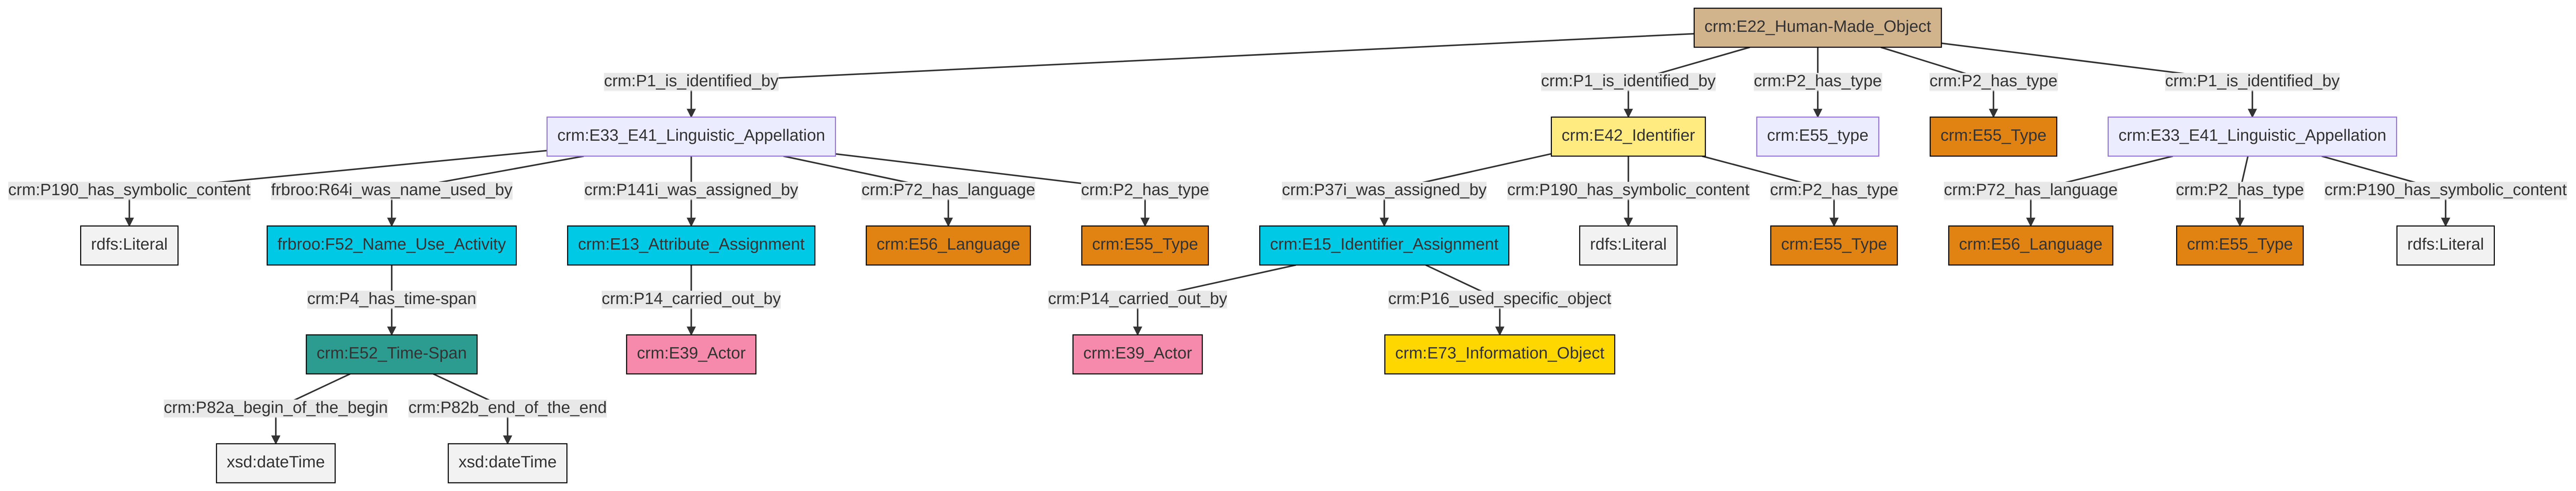 crm:E22_Human-Made_Object
crm:P1_is_identified_by
crm:P1_is_identified_by
crm:P2_has_type
crm:P2_has_type
crm:P1_is_identified_by
crm:E33_E41_Linguistic_Appellation
crm:E42_Identifier
crm:E55_type
crm:E55_Type
crm:E33_E41_Linguistic_Appellation
crm:P190_has_symbolic_content
frbroo:R64i_was_name_used_by
crm:P141i_was_assigned_by
crm:P72_has_language
crm:P2_has_type
crm:P37i_was_assigned_by
crm:P190_has_symbolic_content
crm:P2_has_type
crm:P72_has_language
crm:P2_has_type
crm:P190_has_symbolic_content
rdfs:Literal
frbroo:F52_Name_Use_Activity
crm:E13_Attribute_Assignment
crm:E56_Language
crm:E55_Type
crm:E15_Identifier_Assignment
rdfs:Literal
crm:E55_Type
crm:E56_Language
crm:E55_Type
rdfs:Literal
crm:P4_has_time-span
crm:P14_carried_out_by
crm:P14_carried_out_by
crm:P16_used_specific_object
crm:E52_Time-Span
crm:E39_Actor
crm:E39_Actor
crm:E73_Information_Object
crm:P82a_begin_of_the_begin
crm:P82b_end_of_the_end
xsd:dateTime
xsd:dateTime